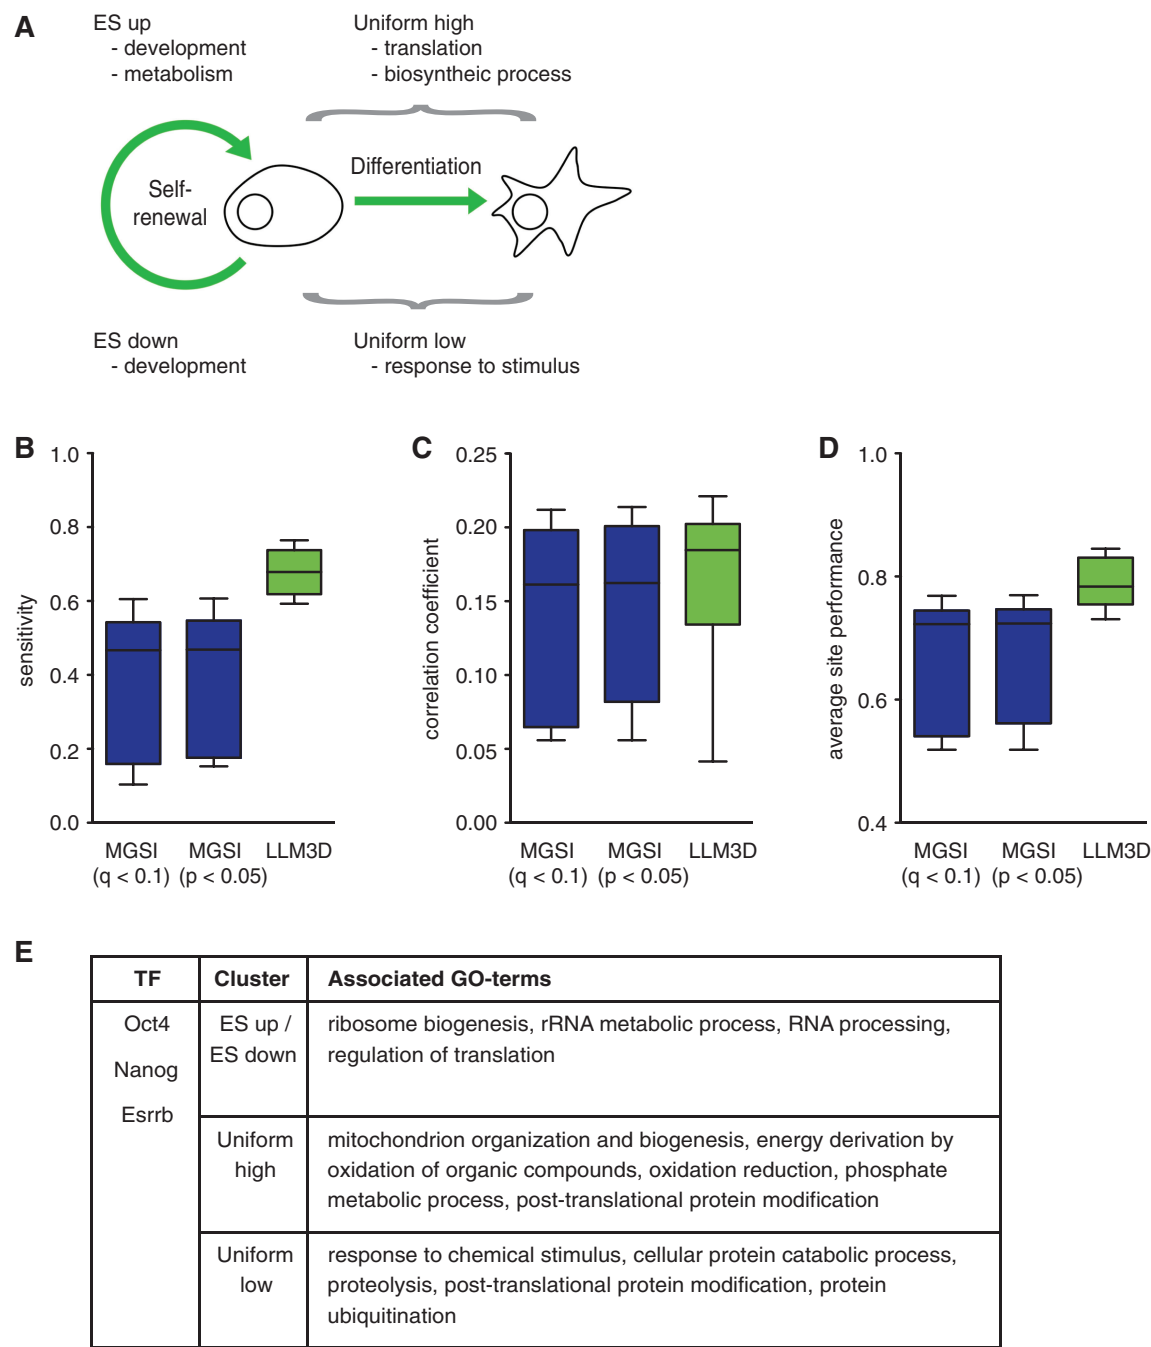 A
ES up
- development
- metabolism
Uniform high
- translation
- biosyntheic process
Self-
renewal
Differentiation
ES down
- development
Uniform low
- response to stimulus
B
1.0
0.8
0.6
0.4
0.2
0.0
sensitivity
MGSI
(q < 0.1)
MGSI
(p < 0.05)
LLM3D
C
0.25
0.20
0.15
0.10
0.05
0.00
correlation coefficient
MGSI
(q < 0.1)
MGSI
(p < 0.05)
LLM3D
D
1.0
0.8
0.6
0.4
average site performance
MGSI
(q < 0.1)
MGSI
(p < 0.05)
LLM3D
E
TF Cluster Associated GO-terms
Oct4
Nanog
Esrrb
ES up /
ES down
ribosome biogenesis, rRNA metabolic process, RNA processing,
regulation of translation
Uniform
high
mitochondrion organization and biogenesis, energy derivation by
oxidation of organic compounds, oxidation reduction, phosphate
metabolic process, post-translational protein modification
Uniform
low
response to chemical stimulus, cellular protein catabolic process,
proteolysis, post-translational protein modification, protein
ubiquitination